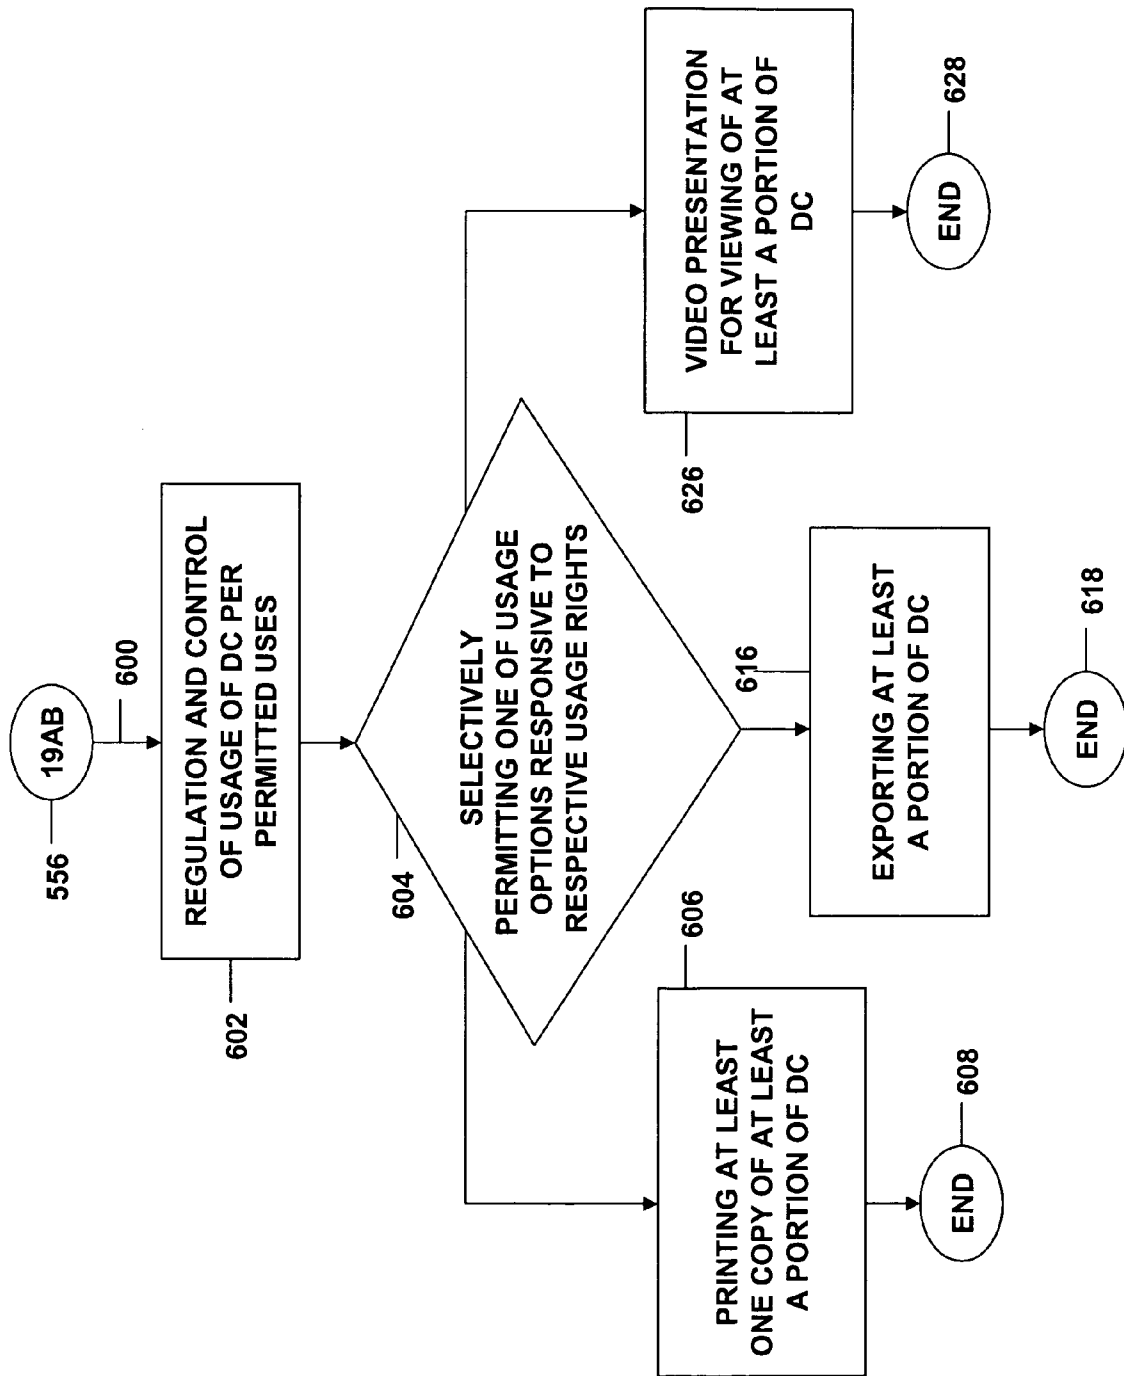 19AB
556
600
REGULATION AND CONTROL
OF USAGE OF DC PER
PERMITTED USES
602
604
SELECTIVELY
PERMITTING ONE OF USAGE
OPTIONS RESPONSIVE TO
RESPECTIVE USAGE RIGHTS
606
PRINTING AT LEAST
ONE COPY OF AT LEAST
A PORTION OF DC
END
608
616
EXPORTING AT LEAST
A PORTION OF DC
END
618
626
VIDEO PRESENTATION
FOR VIEWING OF AT
LEAST A PORTION OF
DC
END
628